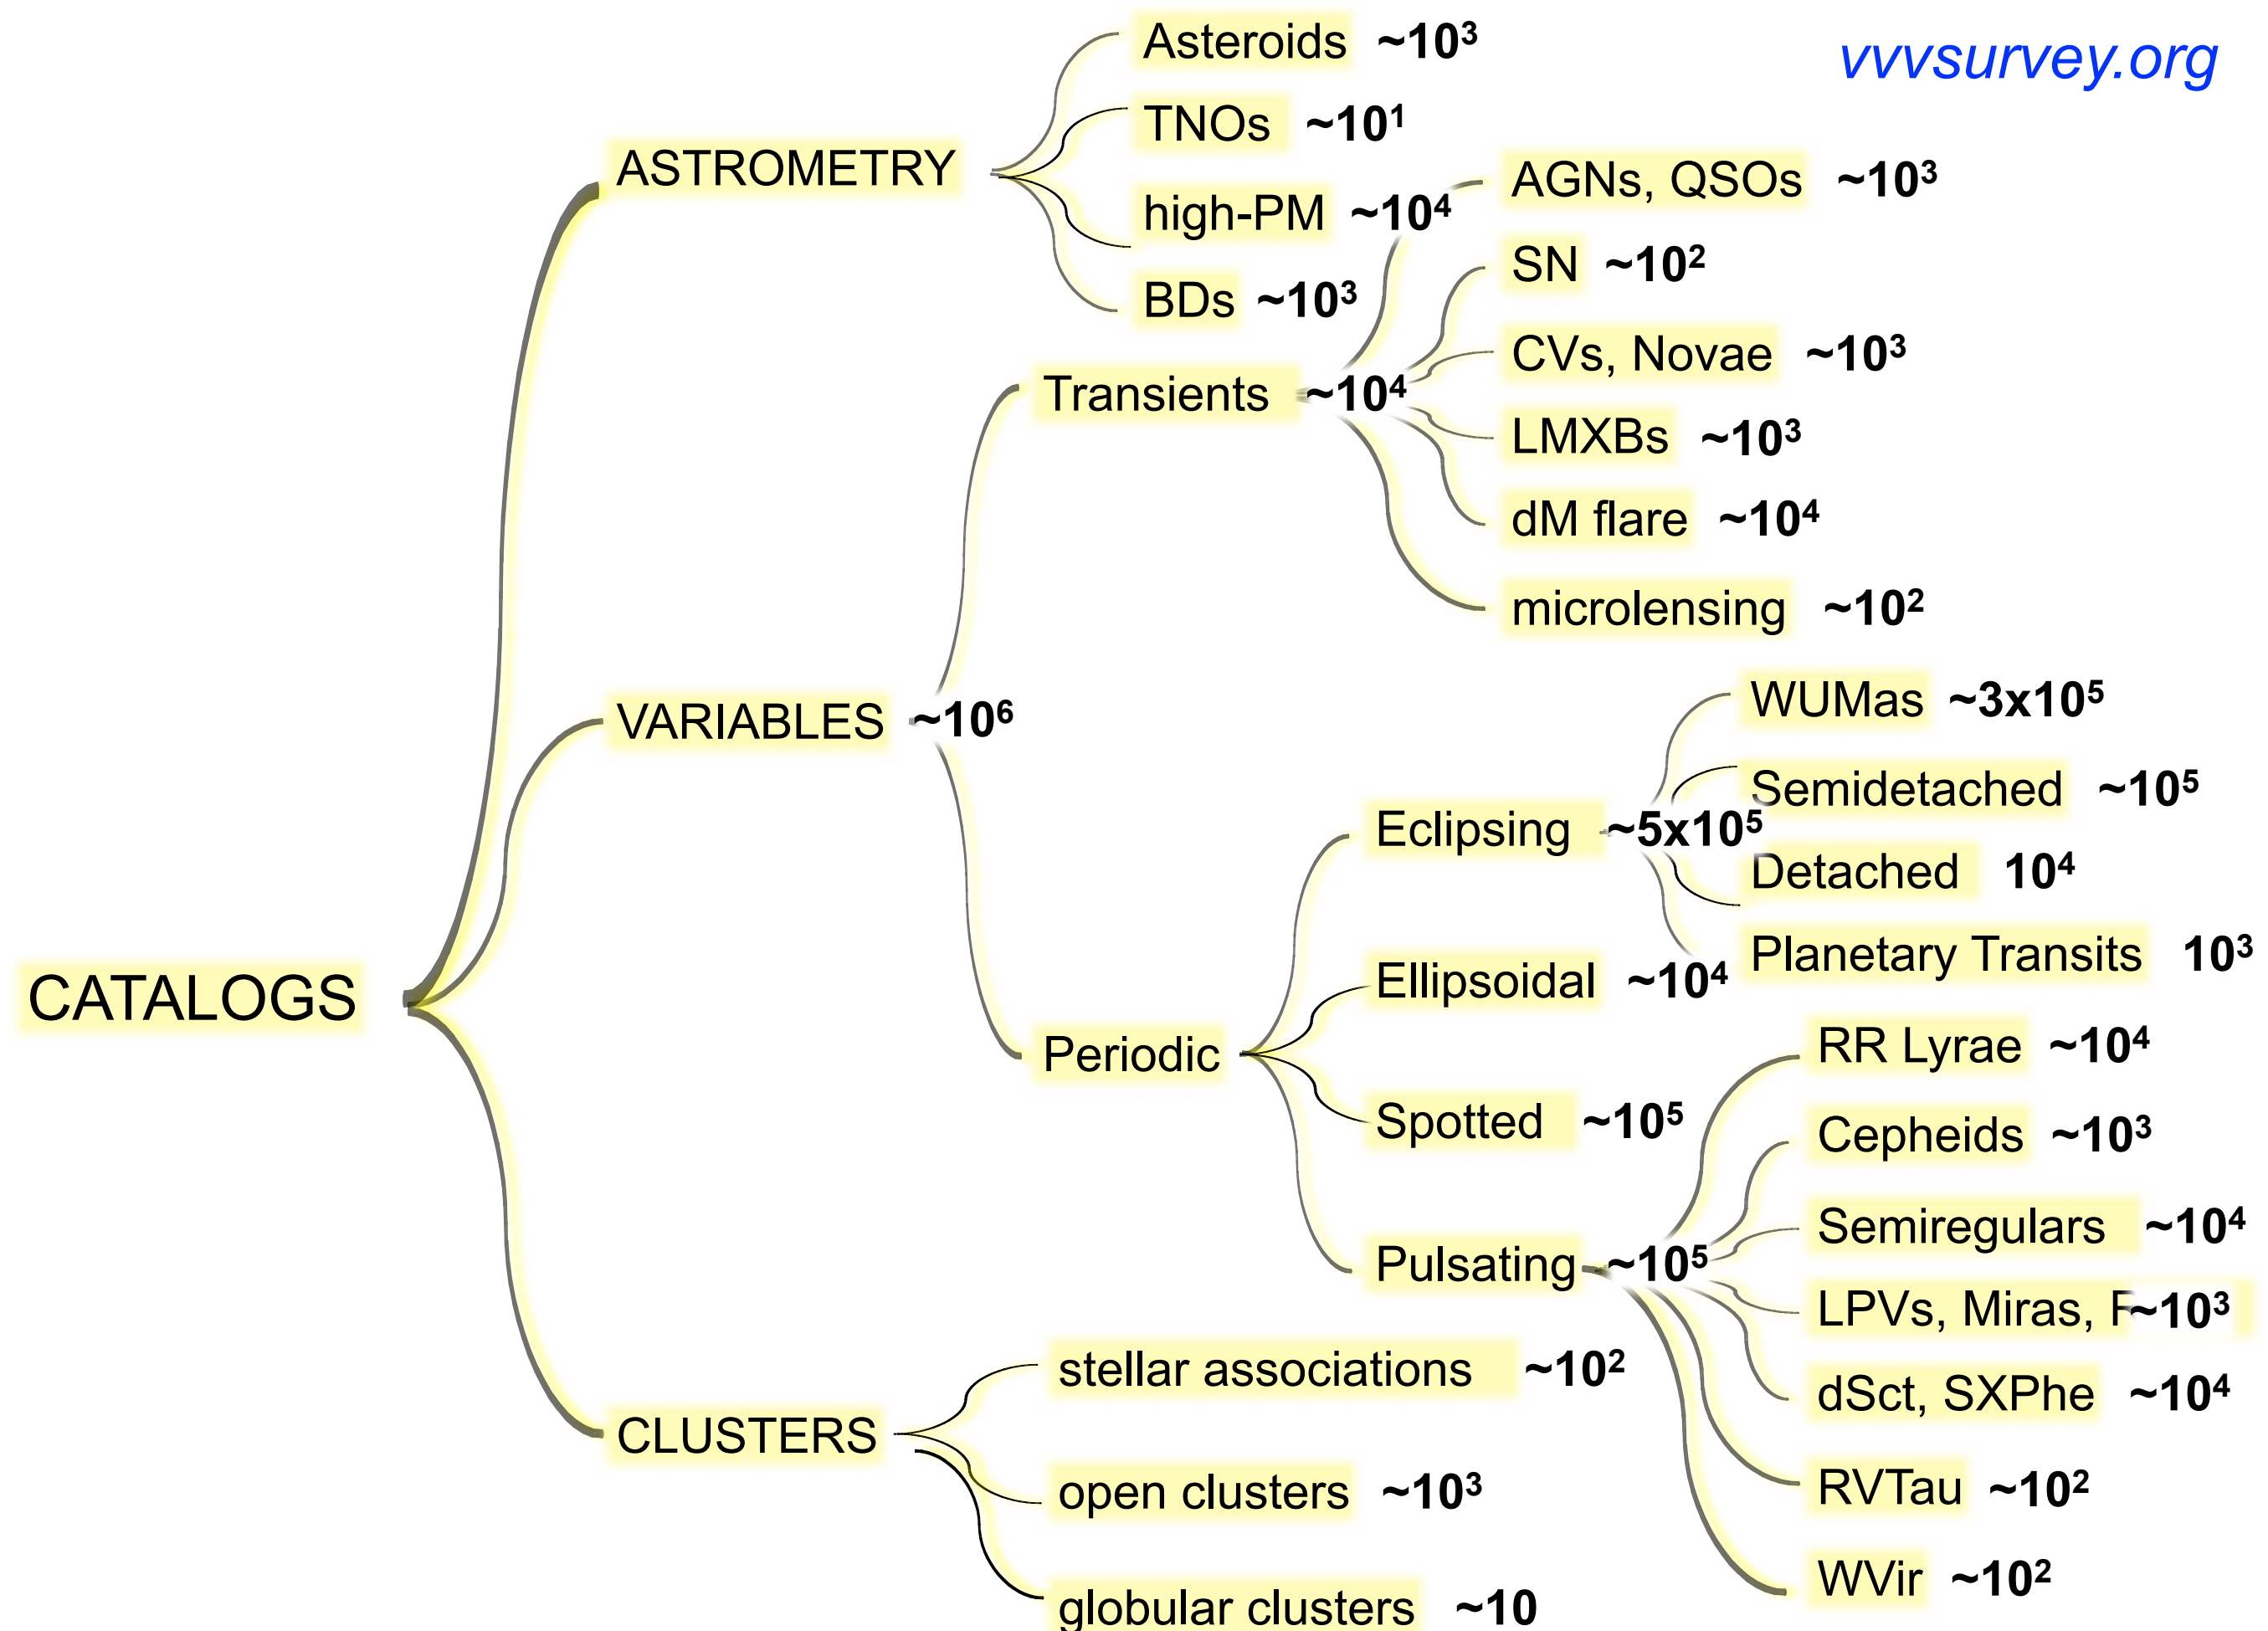 vvvsurvey.org
CATALOGS
ASTROMETRY
Asteroids ~10³
TNOs ~10¹
high-PM ~10⁴
BDs ~10³
VARIABLES ~10⁶
Transients ~10⁴
AGNs, QSOs ~10³
SN ~10²
CVs, Novae ~10³
LMXBs ~10³
dM flare ~10⁴
microlensing ~10²
Periodic
Eclipsing ~5x10⁵
WUMas ~3x10⁵
Semidetached ~10⁵
Detached 10⁴
Planetary Transits 10³
Ellipsoidal ~10⁴
Spotted ~10⁵
Pulsating ~10⁵
RR Lyrae ~10⁴
Cepheids ~10³
Semiregulars ~10⁴
LPVs, Miras, ~10³
dSct, SXPhe ~10⁴
RVTau ~10²
WVir ~10²
CLUSTERS
stellar associations ~10²
open clusters ~10³
globular clusters ~10